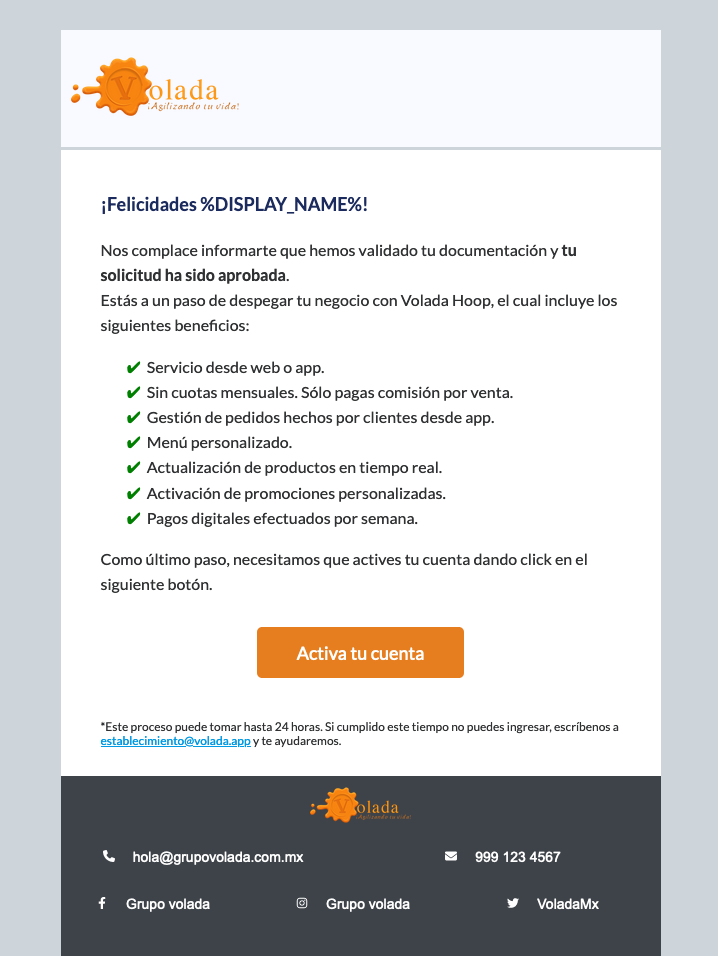 Volada
¡Agilizando tu vida!
¡Felicidades %DISPLAY_NAME%!
Nos complace informarte que hemos validado tu documentación y tu
solicitud ha sido aprobada.
Estás a un paso de despegar tu negocio con Volada Hoop, el cual incluye los
siguientes beneficios:
✔ Servicio desde web o app.
✔ Sin cuotas mensuales. Sólo pagas comisión por venta.
✔ Gestión de pedidos hechos por clientes desde app.
✔ Menú personalizado.
✔ Actualización de productos en tiempo real.
✔ Activación de promociones personalizadas.
✔ Pagos digitales efectuados por semana.
Como último paso, necesitamos que actives tu cuenta dando click en el
siguiente botón.
Activa tu cuenta
*Este proceso puede tomar hasta 24 horas. Si cumplido este tiempo no puedes ingresar, escríbenos a
establecimiento@volada.app y te ayudaremos.
Volada
¡Agilizando tu vida!
hola@grupovolada.com.mx 999 123 4567
Grupo volada Grupo volada VoladaMx